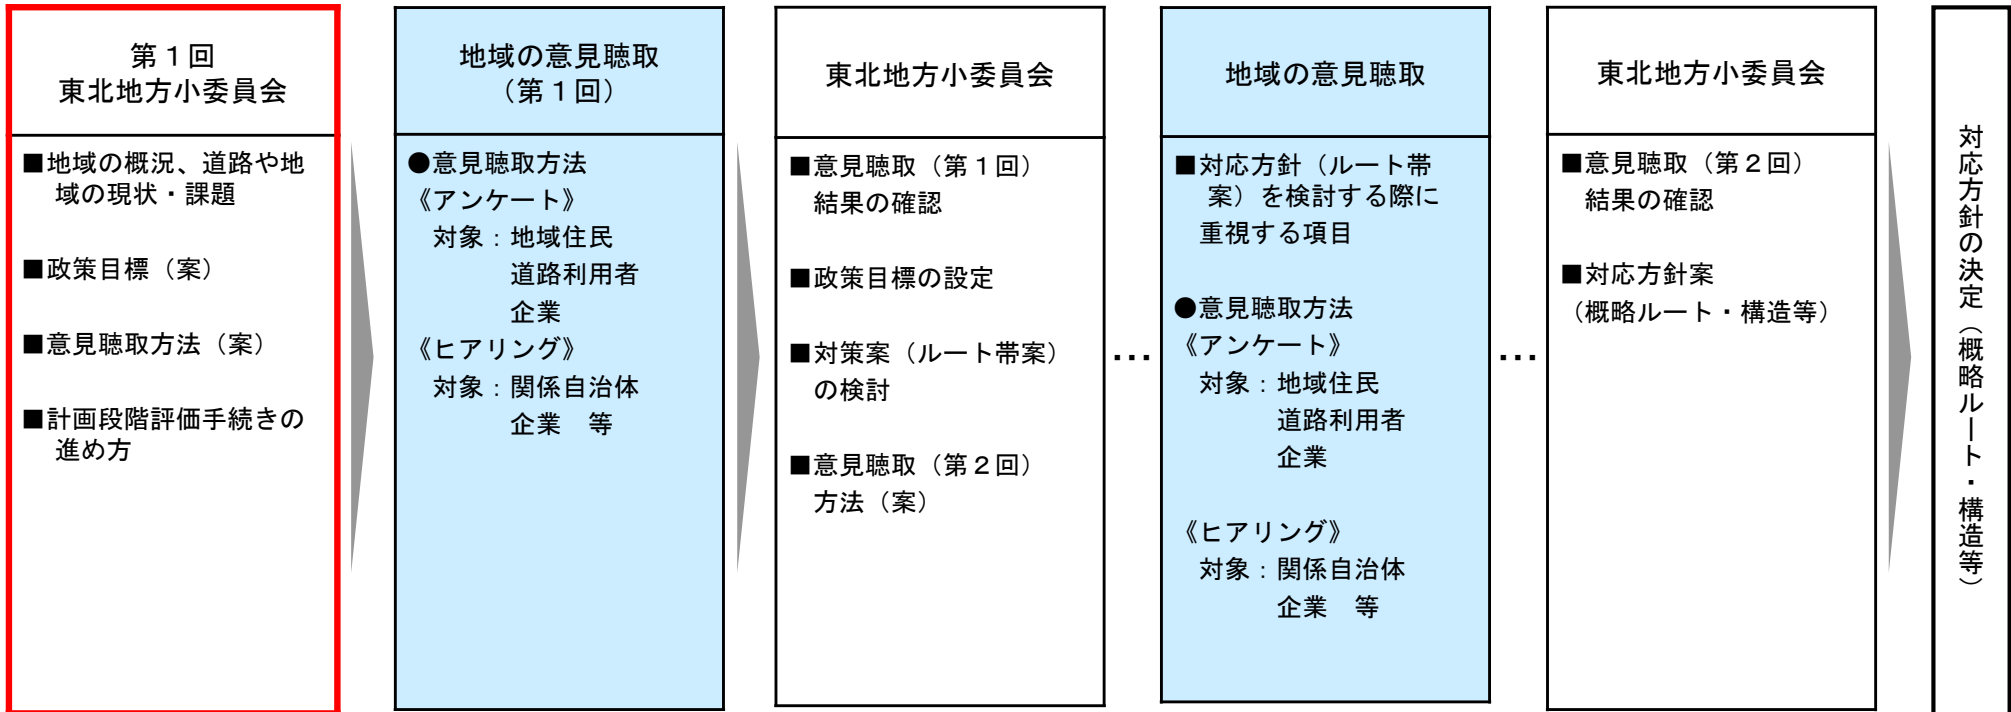 第１回
東北地方小委員会
■地域の概況、道路や地
域の現状・課題
■政策目標（案）
■意見聴取方法（案）
■計画段階評価手続きの
進め方
地域の意見聴取
（第１回）
●意見聴取方法
《アンケート》
対象：地域住民
道路利用者
企業
《ヒアリング》
対象：関係自治体
企業　等
東北地方小委員会
■意見聴取（第１回）
結果の確認
■政策目標の設定
■対策案（ルート帯案）
の検討
■意見聴取（第２回）
方法（案）
…
地域の意見聴取
■対応方針（ルート帯
案）を検討する際に
重視する項目
●意見聴取方法
《アンケート》
対象：地域住民
道路利用者
企業
《ヒアリング》
対象：関係自治体
企業　等
…
東北地方小委員会
■意見聴取（第２回）
結果の確認
■対応方針案
（概略ルート・構造等）
対応方針の決定（概略ルート・構造等）